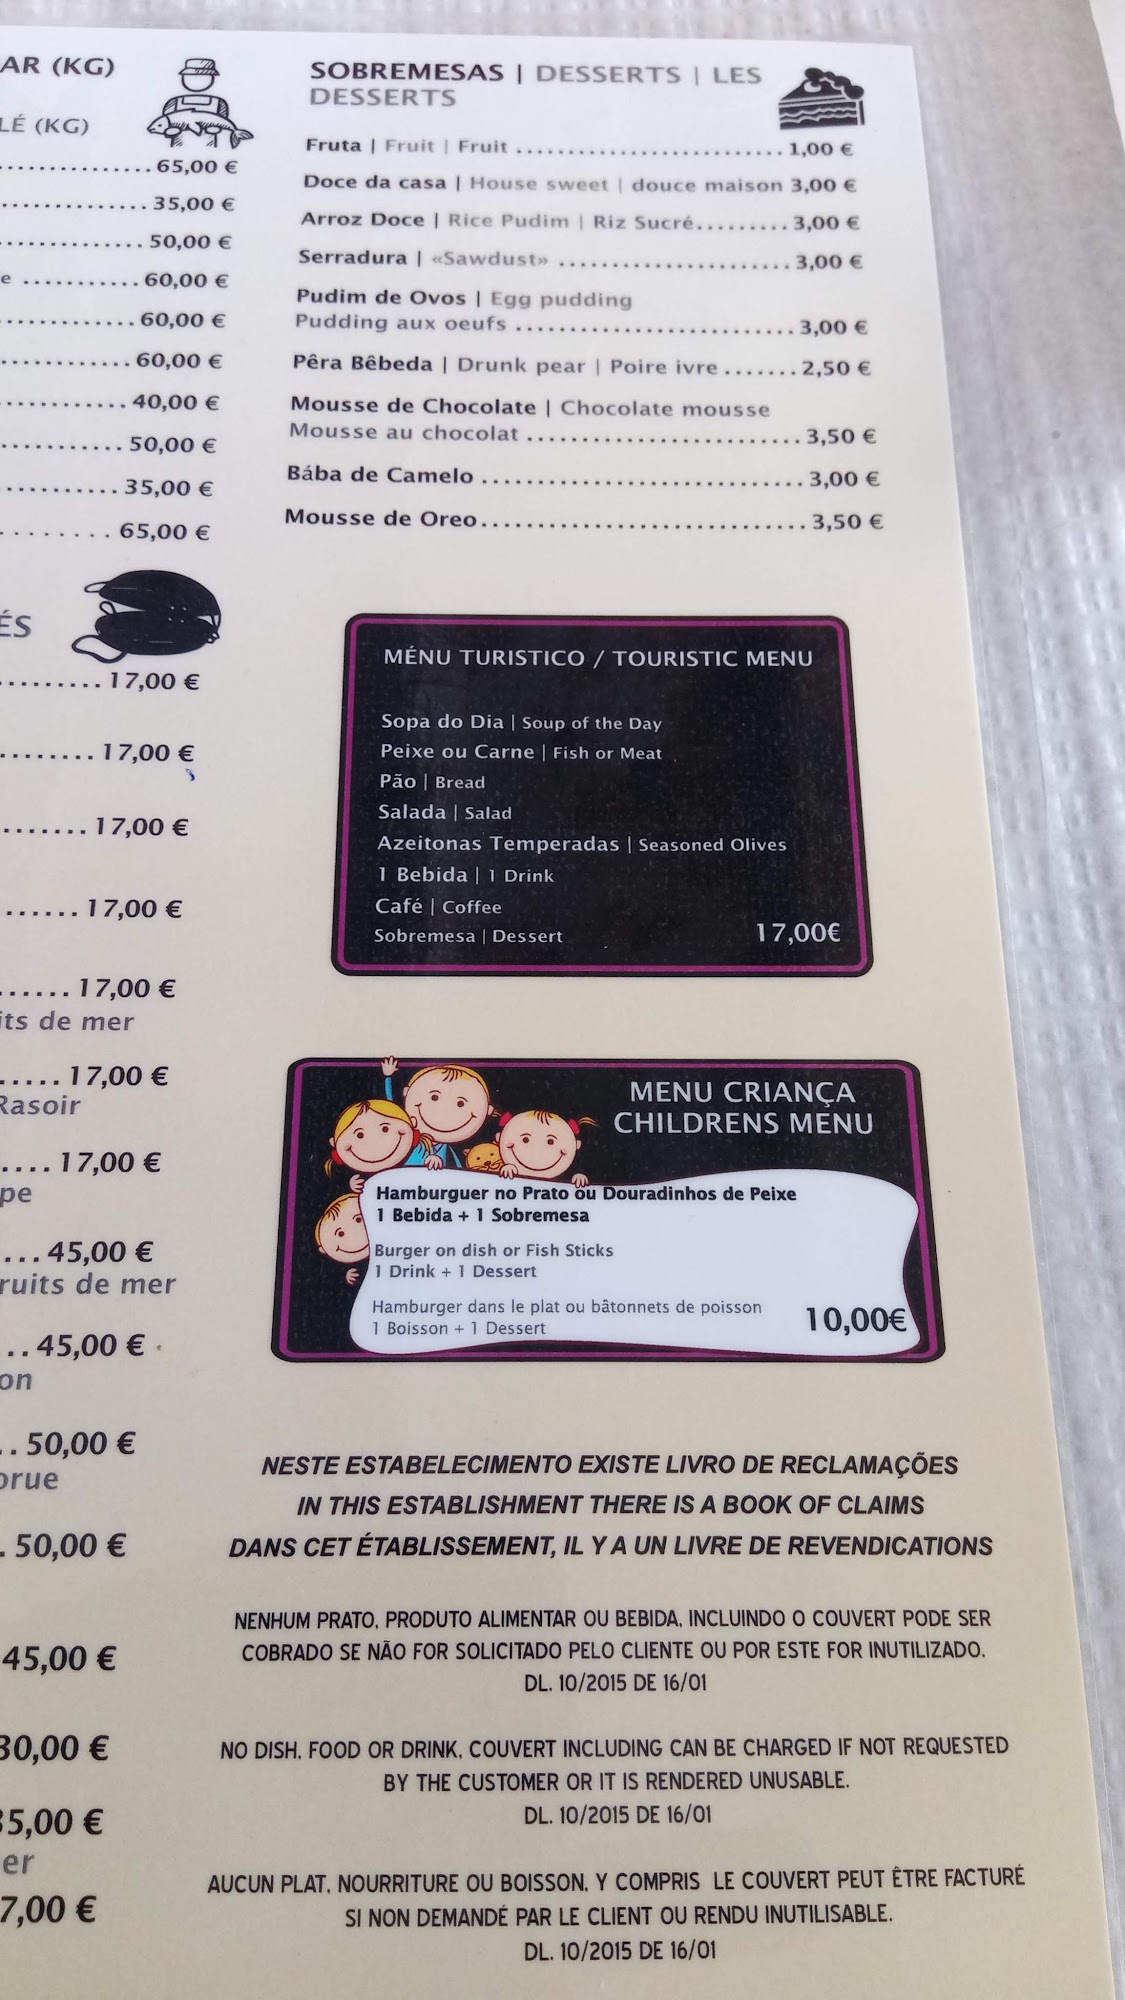 AR (KG)
LÉ (KG)
65,00 €
35,00 €
50,00 €
e ........... 60,00 €
60,00 €
60,00 €
40,00 €
50,00 €
35,00 €
65,00 €
ÉS
17,00 €
17,00 €
17,00 €
17,00 €
17,00 €
its de mer
17,00 €
Rasoir
17,00 €
pe
45,00 €
ruits de mer
45,00 €
on
50,00 €
orue
50,00 €
45,00 €
30,00 €
35,00 €
er
7,00 €
SOBREMESAS | DESSERTS | LES
DESSERTS
Fruta | Fruit | Fruit ........................... 1,00 €
Doce da casa | House sweet | douce maison 3,00 €
Arroz Doce | Rice Pudim | Riz Sucré......... 3,00 €
Serradura | «Sawdust» ....................... 3,00 €
Pudim de Ovos | Egg pudding
Pudding aux oeufs ............................ 3,00 €
Pêra Bêbeda | Drunk pear | Poire ivre ....... 2,50 €
Mousse de Chocolate | Chocolate mousse
Mousse au chocolat ........................... 3,50 €
Bába de Camelo ................................ 3,00 €
Mousse de Oreo................................ 3,50 €
MÉNU TURISTICO / TOURISTIC MENU
Sopa do Dia | Soup of the Day
Peixe ou Carne | Fish or Meat
Pão | Bread
Salada | Salad
Azeitonas Temperadas | Seasoned Olives
1 Bebida | 1 Drink
Café | Coffee
Sobremesa | Dessert 17,00€
MENU CRIANÇA
CHILDRENS MENU
Hamburguer no Prato ou Douradinhos de Peixe
1 Bebida + 1 Sobremesa
Burger on dish or Fish Sticks
1 Drink + 1 Dessert
Hamburger dans le plat ou bâtonnets de poisson
1 Boisson + 1 Dessert 10,00€
NESTE ESTABELECIMENTO EXISTE LIVRO DE RECLAMAÇÕES
IN THIS ESTABLISHMENT THERE IS A BOOK OF CLAIMS
DANS CET ÉTABLISSEMENT, IL Y A UN LIVRE DE REVENDICATIONS
NENHUM PRATO, PRODUTO ALIMENTAR OU BEBIDA, INCLUINDO O COUVERT PODE SER
COBRADO SE NÃO FOR SOLICITADO PELO CLIENTE OU POR ESTE FOR INUTILIZADO.
DL. 10/2015 DE 16/01
NO DISH, FOOD OR DRINK, COUVERT INCLUDING CAN BE CHARGED IF NOT REQUESTED
BY THE CUSTOMER OR IT IS RENDERED UNUSABLE.
DL. 10/2015 DE 16/01
AUCUN PLAT, NOURRITURE OU BOISSON, Y COMPRIS LE COUVERT PEUT ÊTRE FACTURÉ
SI NON DEMANDÉ PAR LE CLIENT OU RENDU INUTILISABLE.
DL. 10/2015 DE 16/01